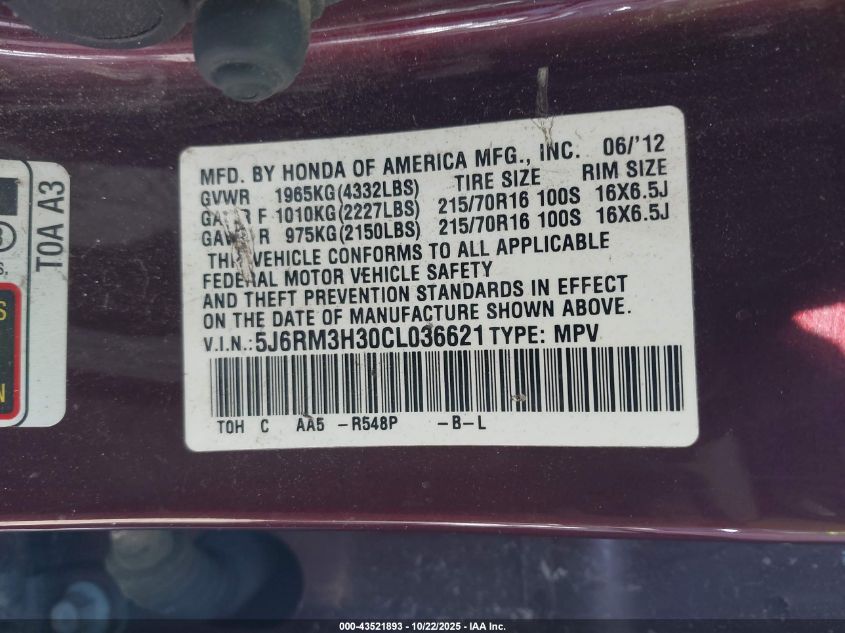 MFD. BY HONDA OF AMERICA MFG., INC. 06/'12
GVWR 1965KG(4332LBS) TIRE SIZE RIM SIZE
F 1010KG(2227LBS) 215/70R16 100S 16X6.5J
R 975KG(2150LBS) 215/70R16 100S 16X6.5J
THIS VEHICLE CONFORMS TO ALL APPLICABLE
FEDERAL MOTOR VEHICLE SAFETY
AND THEFT PREVENTION STANDARDS IN EFFECT
ON THE DATE OF MANUFACTURE SHOWN ABOVE.
V.I.N.:5J6RM3H30CL036621 TYPE: MPV
TOH C AA5 -R548P -B-L
TOA A3
000-43521893 - 10/22/2025 - IAA Inc.